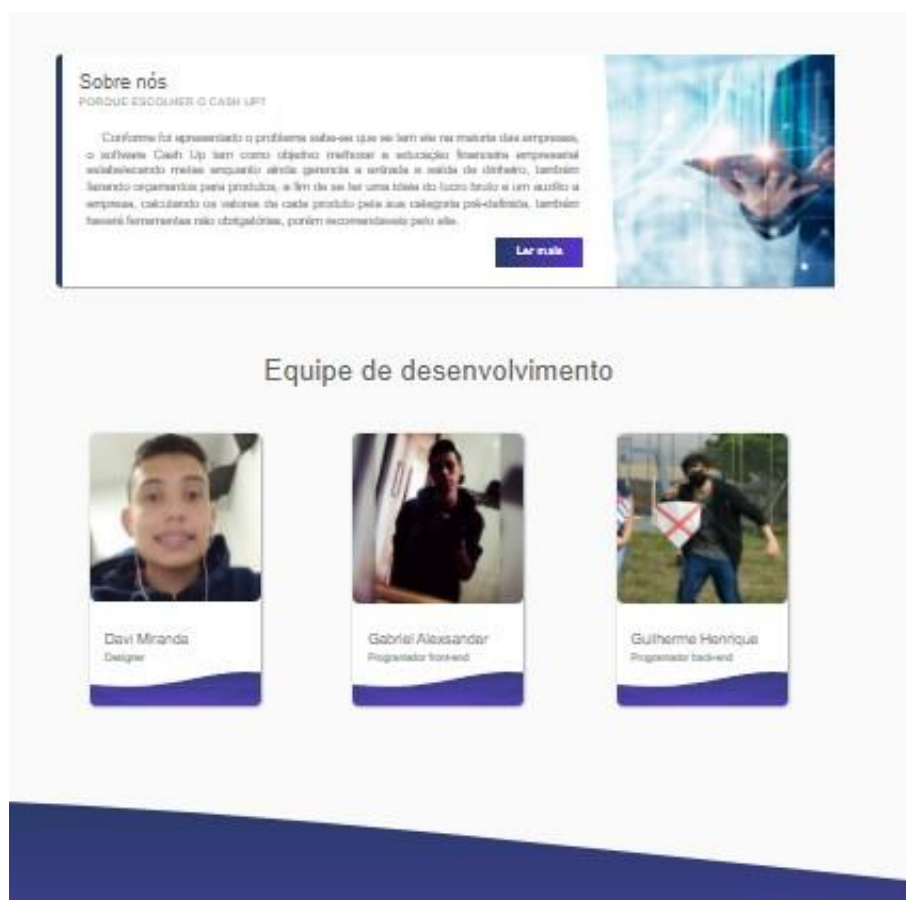 Sobre nós
PORQUE ESCOLHER O CASH UP?
Conforme foi apresentado o problema sabe-se que se tem ele na maioria das empresas,
o software Cash Up tem como objetivo melhorar a educação financeira empresarial
estabelecendo metas enquanto ainda gerencia a entrada e saída de dinheiro, também
fazendo orçamentos para produtos, a fim de se ter uma ideia do lucro bruto e um auxílio a
empresa, calculando os valores de cada produto pela sua categoria pré-definida, também
haverá ferramentas não obrigatórias, porém recomendáveis pelo site.
Ler mais
Equipe de desenvolvimento
Davi Miranda
Designer
Gabriel Alexsander
Programador front-end
Guilherme Henrique
Programador back-end